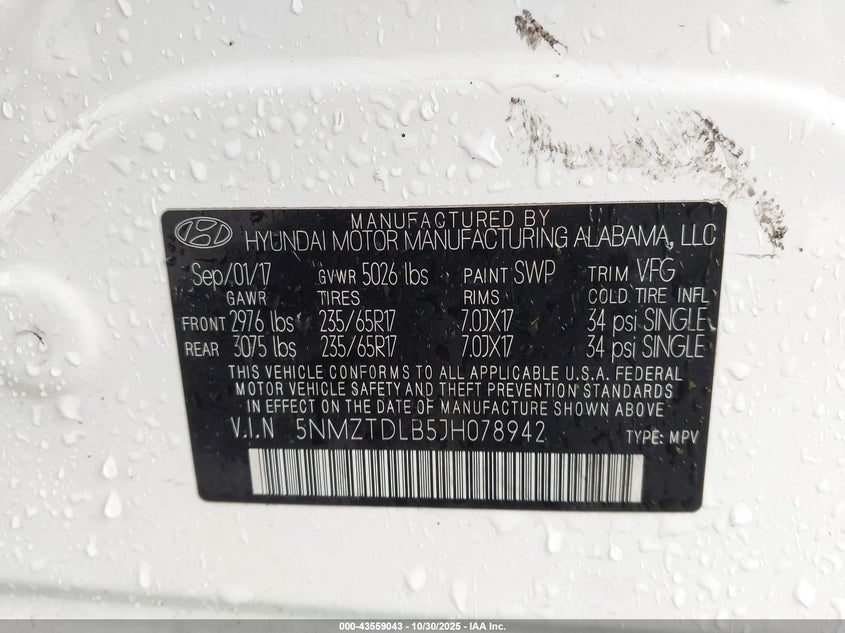 MANUFACTURED BY
HYUNDAI MOTOR MANUFACTURING ALABAMA, LLC
Sep/01/17 GVWR 5026 lbs PAINT SWP TRIM VFG
GAWR TIRES RIMS COLD TIRE INFL
FRONT 2976 lbs 235/65R17 7.0JX17 34 psi SINGLE
REAR 3075 lbs 235/65R17 7.0JX17 34 psi SINGLE
THIS VEHICLE CONFORMS TO ALL APPLICABLE U.S.A. FEDERAL
MOTOR VEHICLE SAFETY AND THEFT PREVENTION STANDARDS
IN EFFECT ON THE DATE OF MANUFACTURE SHOWN ABOVE.
V.I.N 5NMZTDLB5JH078942 TYPE: MPV
000-43559043 - 10/30/2025 - IAA Inc.